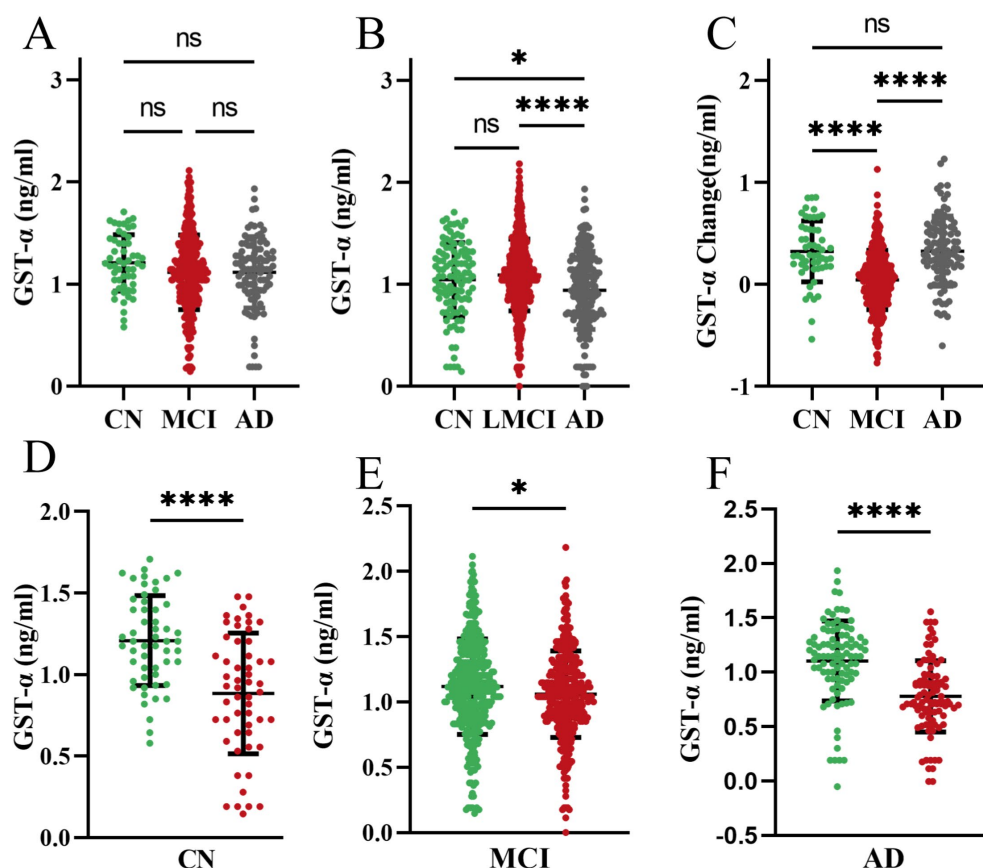 A
B
C
ns
ns
ns
GST-α (ng/ml)
3
2
1
0
CN MCI AD
*
ns
****
GST-α (ng/ml)
3
2
1
0
CN LMCI AD
ns
****
****
GST-α Change(ng/ml)
2
1
0
-1
CN MCI AD
D
E
F
****
GST-α (ng/ml)
2.0
1.5
1.0
0.5
0.0
CN
*
GST-α (ng/ml)
2.5
2.0
1.5
1.0
0.5
0.0
MCI
****
GST-α (ng/ml)
2.5
2.0
1.5
1.0
0.5
0.0
-0.5
AD